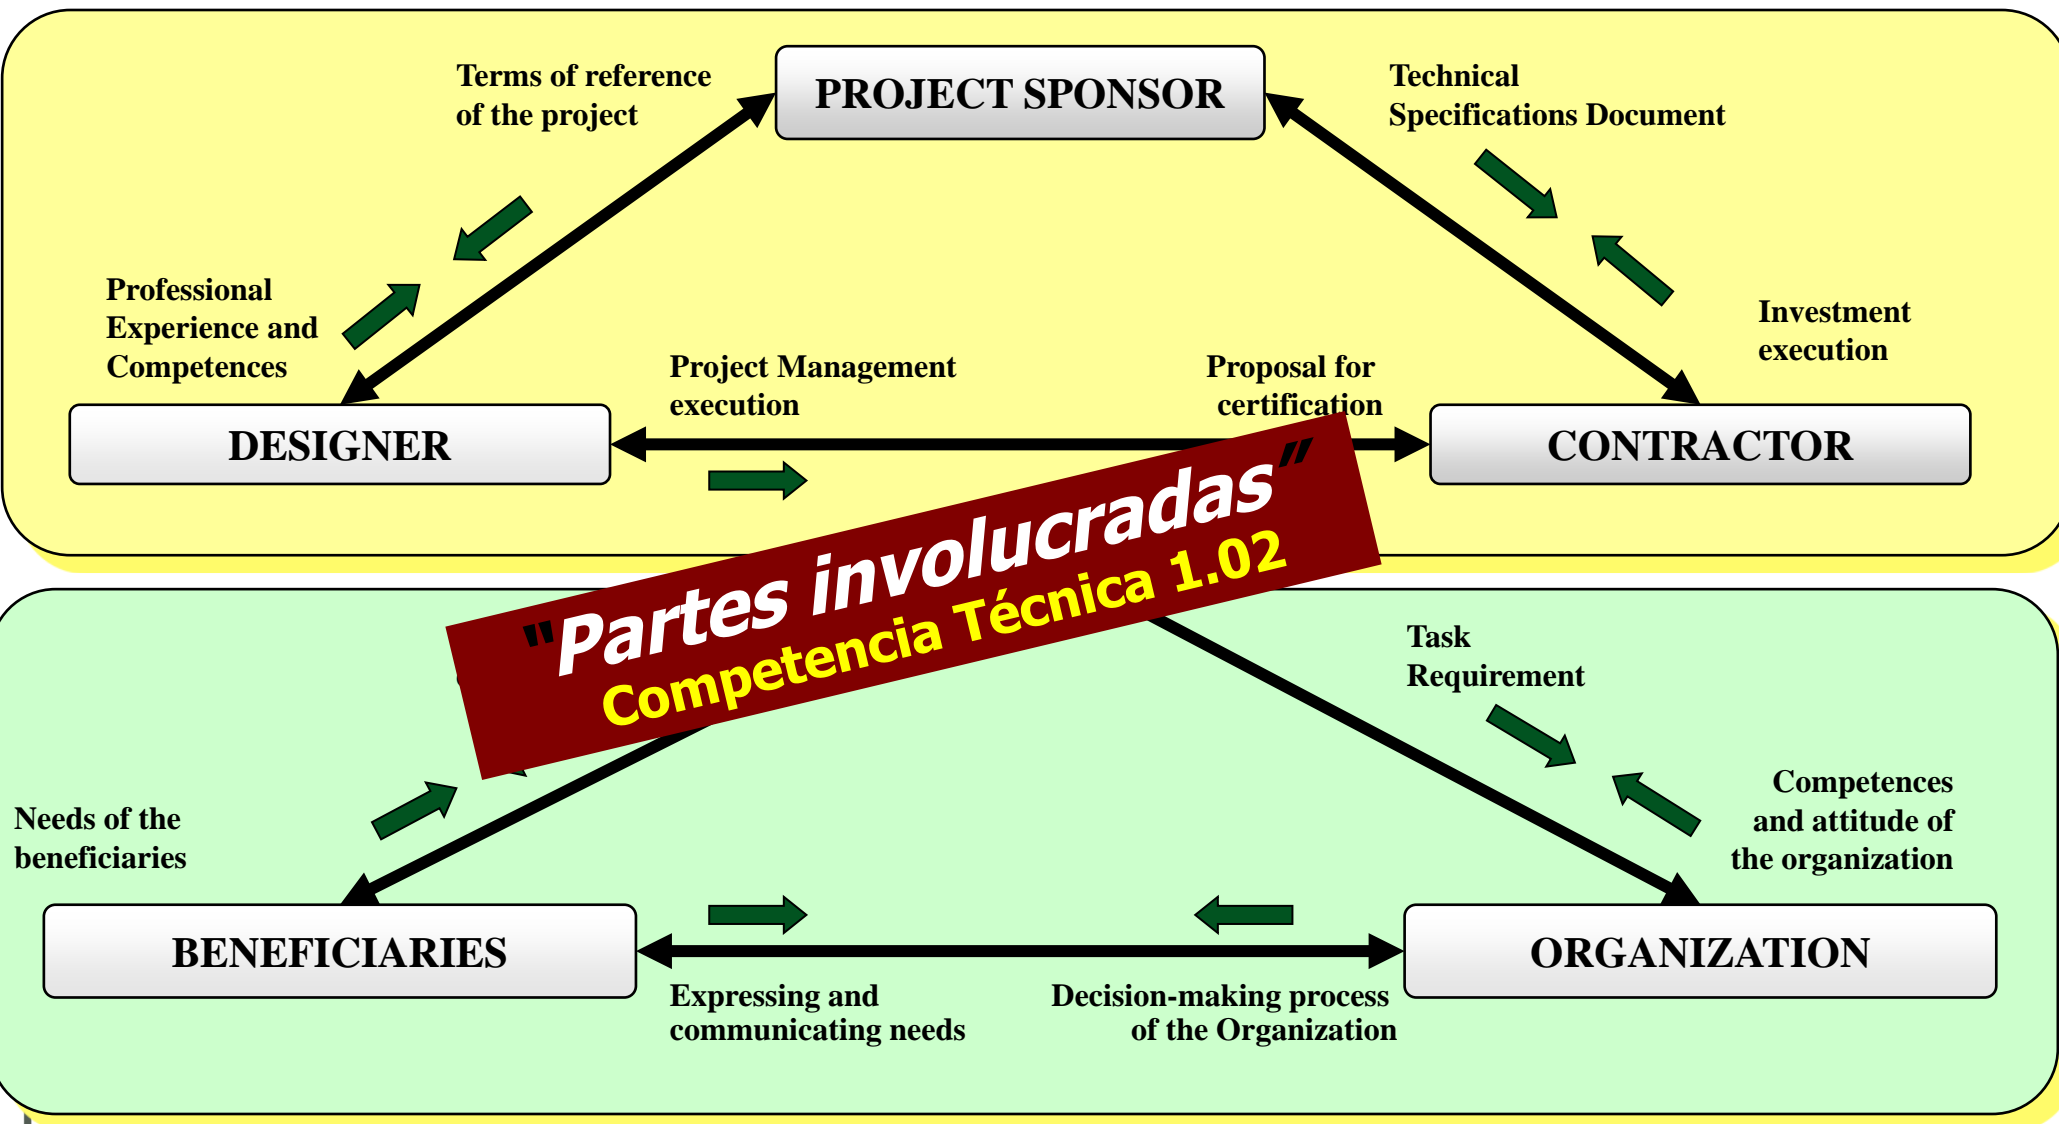 Terms of reference
of the project
PROJECT SPONSOR
Technical
Specifications Document
Professional
Experience and
Competences
Investment
execution
Project Management
execution
Proposal for
certification
DESIGNER
CONTRACTOR
"Partes involucradas"
Competencia Técnica 1.02
Task
Requirement
Needs of the
beneficiaries
Competences
and attitude of
the organization
BENEFICIARIES
ORGANIZATION
Expressing and
communicating needs
Decision-making process
of the Organization